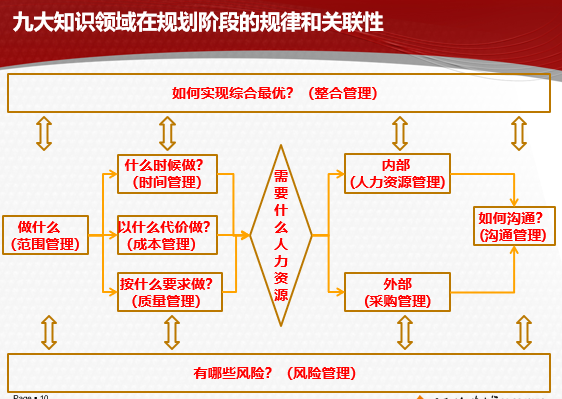 九大知识领域在规划阶段的规律和关联性
如何实现综合最优？（整合管理）
什么时候做？
（时间管理）
做什么
（范围管理）
以什么代价做？
（成本管理）
按什么要求做？
（质量管理）
需要什么人力资源
内部
（人力资源管理）
外部
（采购管理）
如何沟通？
（沟通管理）
有哪些风险？（风险管理）
Page ▪ 10